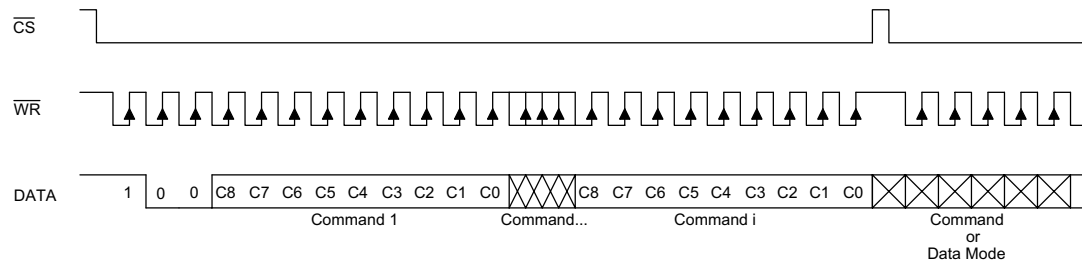 CS
WR
DATA 1 0 0 C8 C7 C6 C5 C4 C3 C2 C1 C0 C8 C7 C6 C5 C4 C3 C2 C1 C0
Command 1 Command... Command i Command
or
Data Mode